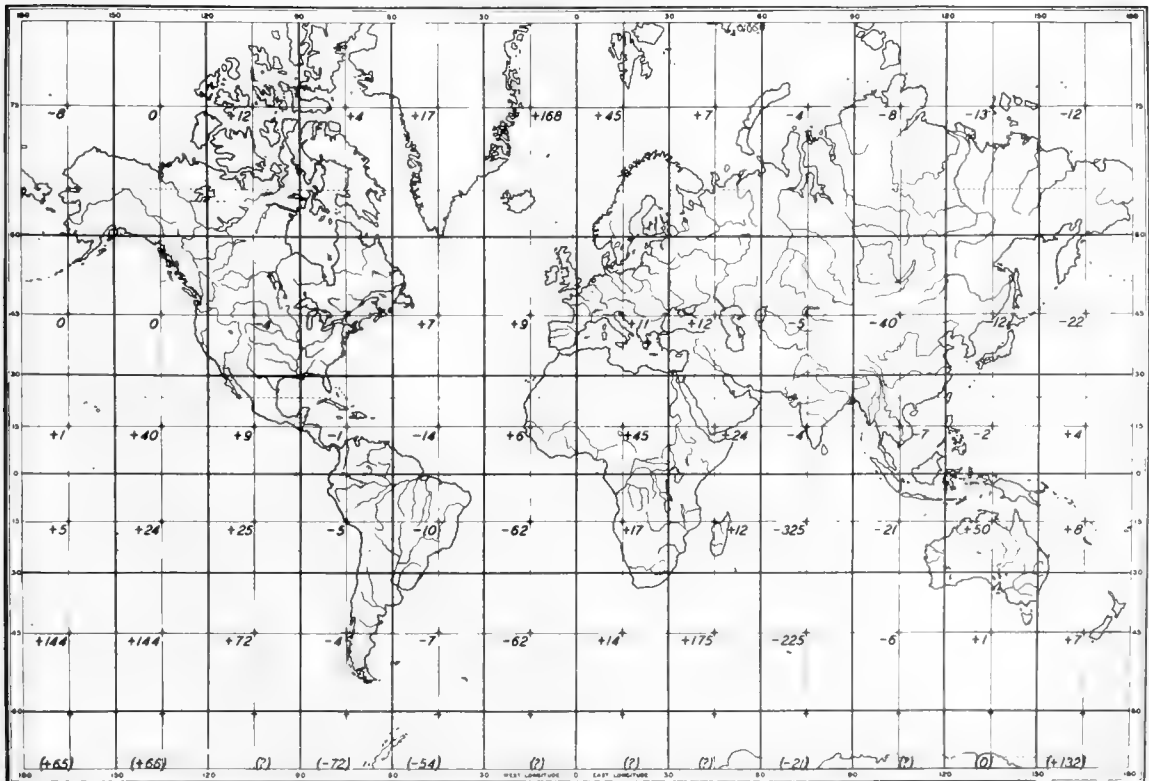 180 150 120 90 60 30 0 30 60 90 120 150 180
75 -8 0 +12 +4 +17 +168 +45 +7 -4 -8 -13 -12 75
60 60
45 0 0 +7 +9 +11 +12 -5 -40 -12 -22 45
30 30
15 +1 +40 +9 -1 -14 +6 +45 +24 -4 -7 -2 +4 15
0 0
15 +5 +24 +25 -5 -10 -62 +17 +12 -325 -21 +50 +8 15
30 30
45 +144 +144 +72 -4 -7 -62 +14 +175 -225 -6 +1 +7 45
60 60
(+65) (+66) (?) (-72) (-54) (?) (?) (?) (-21) (?) (0) (+132)
180 150 120 90 60 30 WEST LONGITUDE 0 EAST LONGITUDE 30 60 90 120 150 180